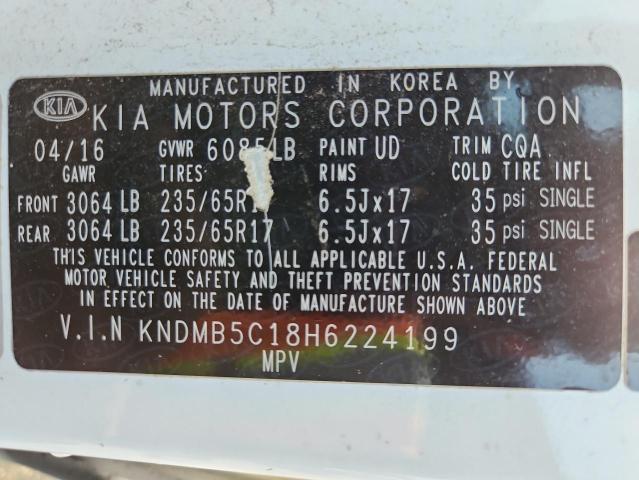 MANUFACTURED IN KOREA BY
KIA KIA MOTORS CORPORATION
04/16 GVWR 6085LB PAINT UD TRIM CQA
GAWR TIRES RIMS COLD TIRE INFL
FRONT 3064 LB 235/65R17 6.5Jx17 35 psi SINGLE
REAR 3064 LB 235/65R17 6.5Jx17 35 psi SINGLE
THIS VEHICLE CONFORMS TO ALL APPLICABLE U.S.A. FEDERAL
MOTOR VEHICLE SAFETY AND THEFT PREVENTION STANDARDS
IN EFFECT ON THE DATE OF MANUFACTURE SHOWN ABOVE
V.I.N KNDMB5C18H6224199
MPV